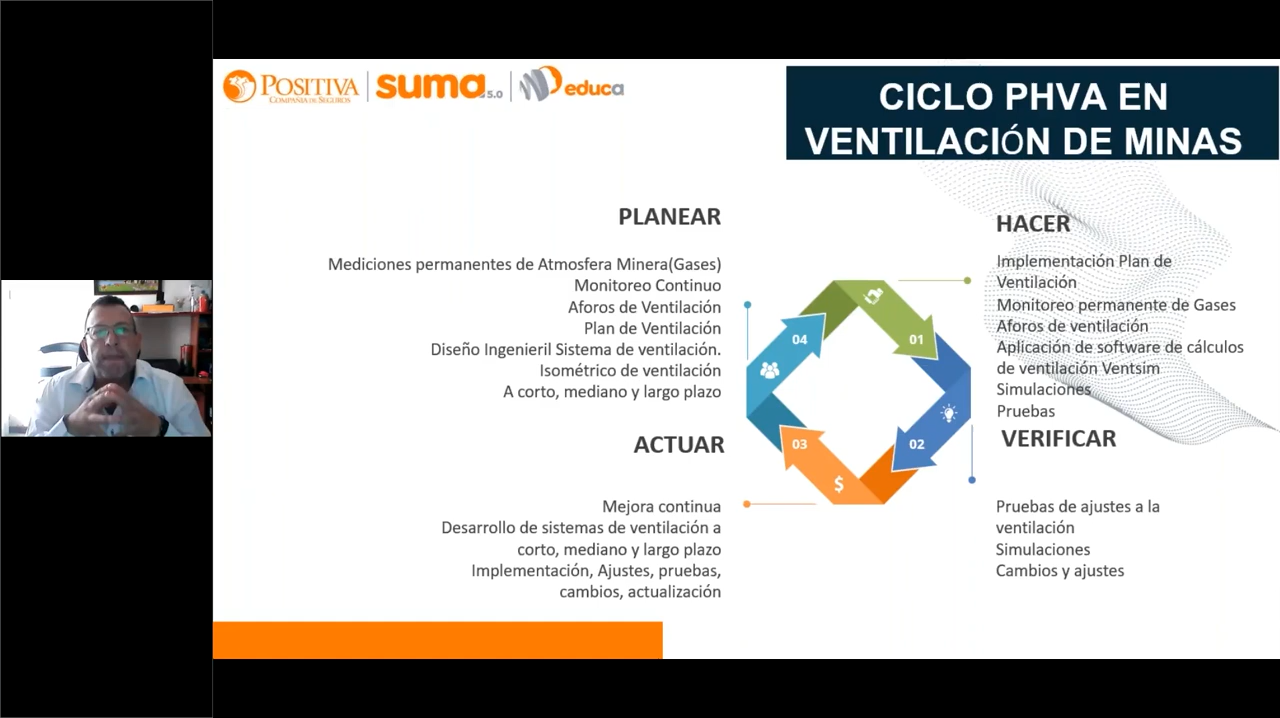 POSITIVA
COMPAÑIA DE SEGUROS
suma 5.0
educa
CICLO PHVA EN
VENTILACIÓN DE MINAS
PLANEAR
Mediciones permanentes de Atmosfera Minera(Gases)
Monitoreo Continuo
Aforos de Ventilación
Plan de Ventilación
Diseño Ingenieril Sistema de ventilación.
Isométrico de ventilación
A corto, mediano y largo plazo
HACER
Implementación Plan de
Ventilación
Monitoreo permanente de Gases
Aforos de ventilación
Aplicación de software de cálculos
de ventilación Ventsim
Simulaciones
Pruebas
04
01
03
02
$
ACTUAR
Mejora continua
Desarrollo de sistemas de ventilación a
corto, mediano y largo plazo
Implementación, Ajustes, pruebas,
cambios, actualización
VERIFICAR
Pruebas de ajustes a la
ventilación
Simulaciones
Cambios y ajustes